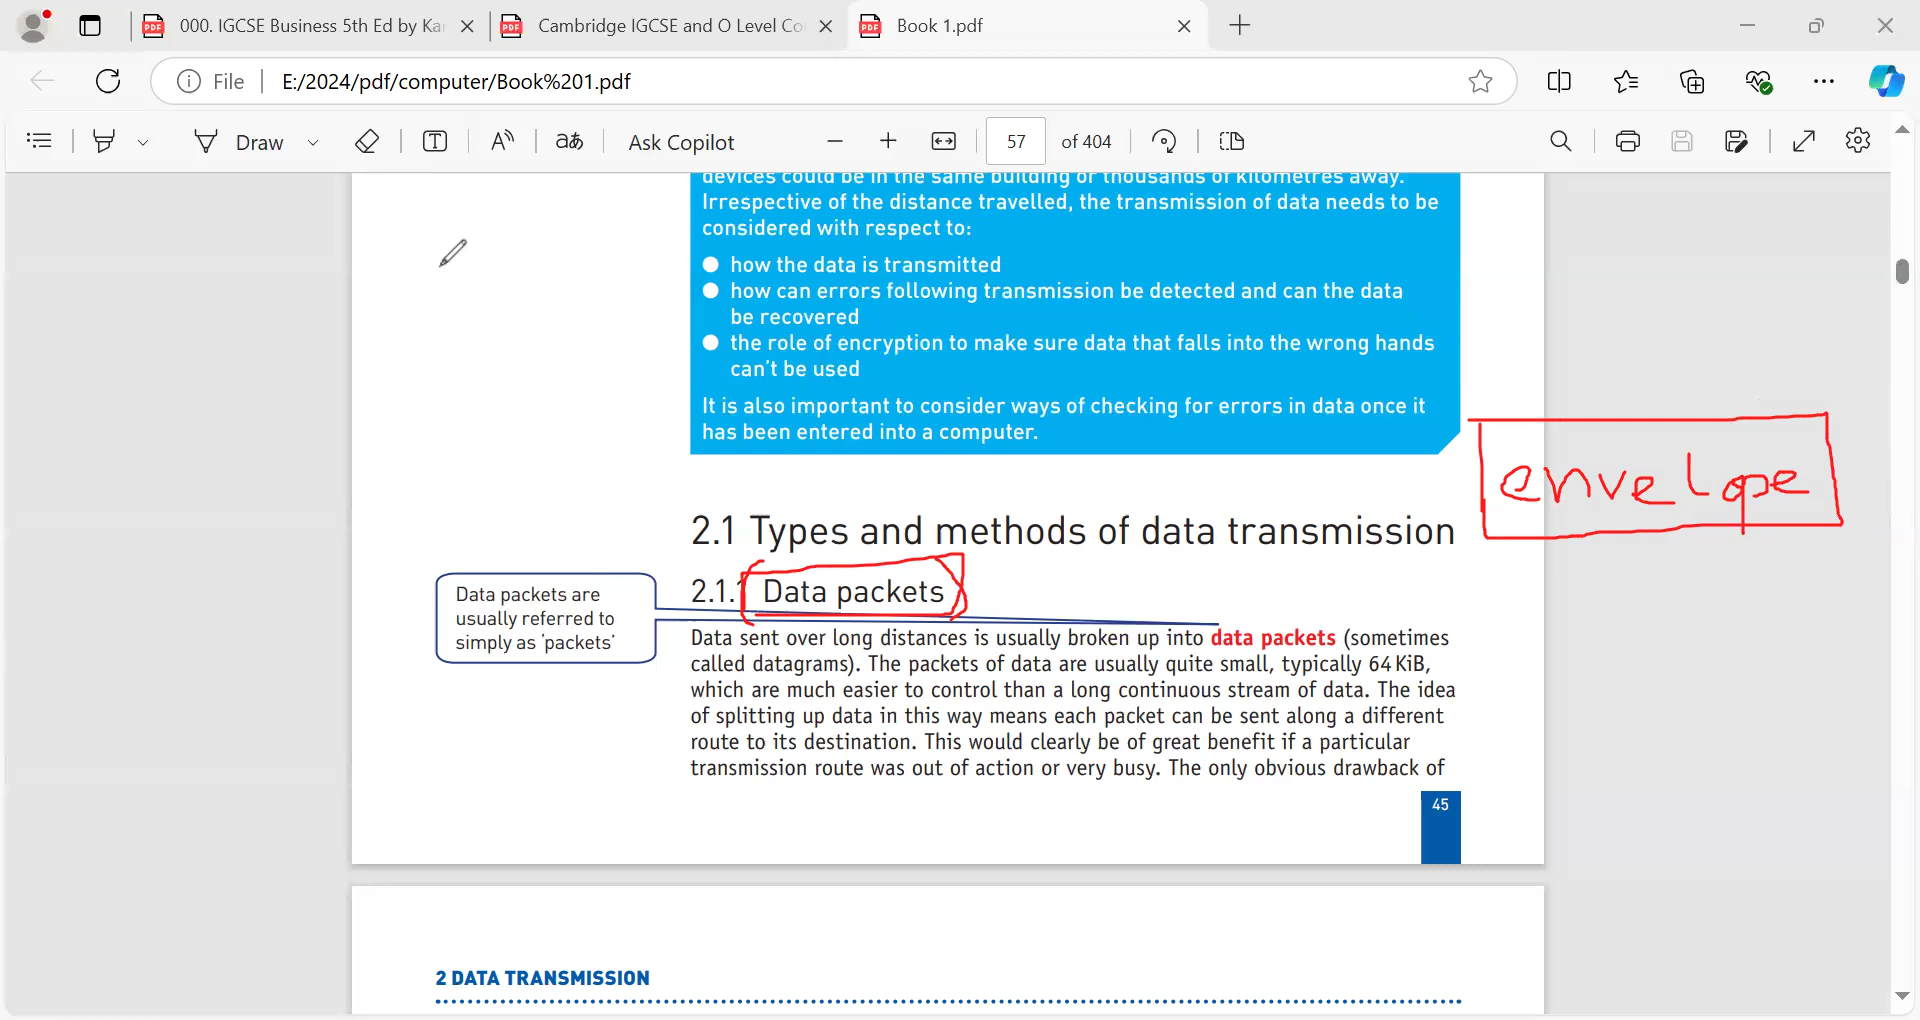 000. IGCSE Business 5th Ed by Kar
Cambridge IGCSE and O Level Co
Book 1.pdf
File
E:/2024/pdf/computer/Book%201.pdf
Draw
Ask Copilot
57
of 404
devices could be in the same building or thousands of kilometres away.
Irrespective of the distance travelled, the transmission of data needs to be
considered with respect to:
● how the data is transmitted
● how can errors following transmission be detected and can the data
be recovered
● the role of encryption to make sure data that falls into the wrong hands
can't be used
It is also important to consider ways of checking for errors in data once it
has been entered into a computer.
envelope
2.1 Types and methods of data transmission
2.1.1 Data packets
Data packets are
usually referred to
simply as 'packets'
Data sent over long distances is usually broken up into data packets (sometimes
called datagrams). The packets of data are usually quite small, typically 64 KiB,
which are much easier to control than a long continuous stream of data. The idea
of splitting up data in this way means each packet can be sent along a different
route to its destination. This would clearly be of great benefit if a particular
transmission route was out of action or very busy. The only obvious drawback of
45
2 DATA TRANSMISSION